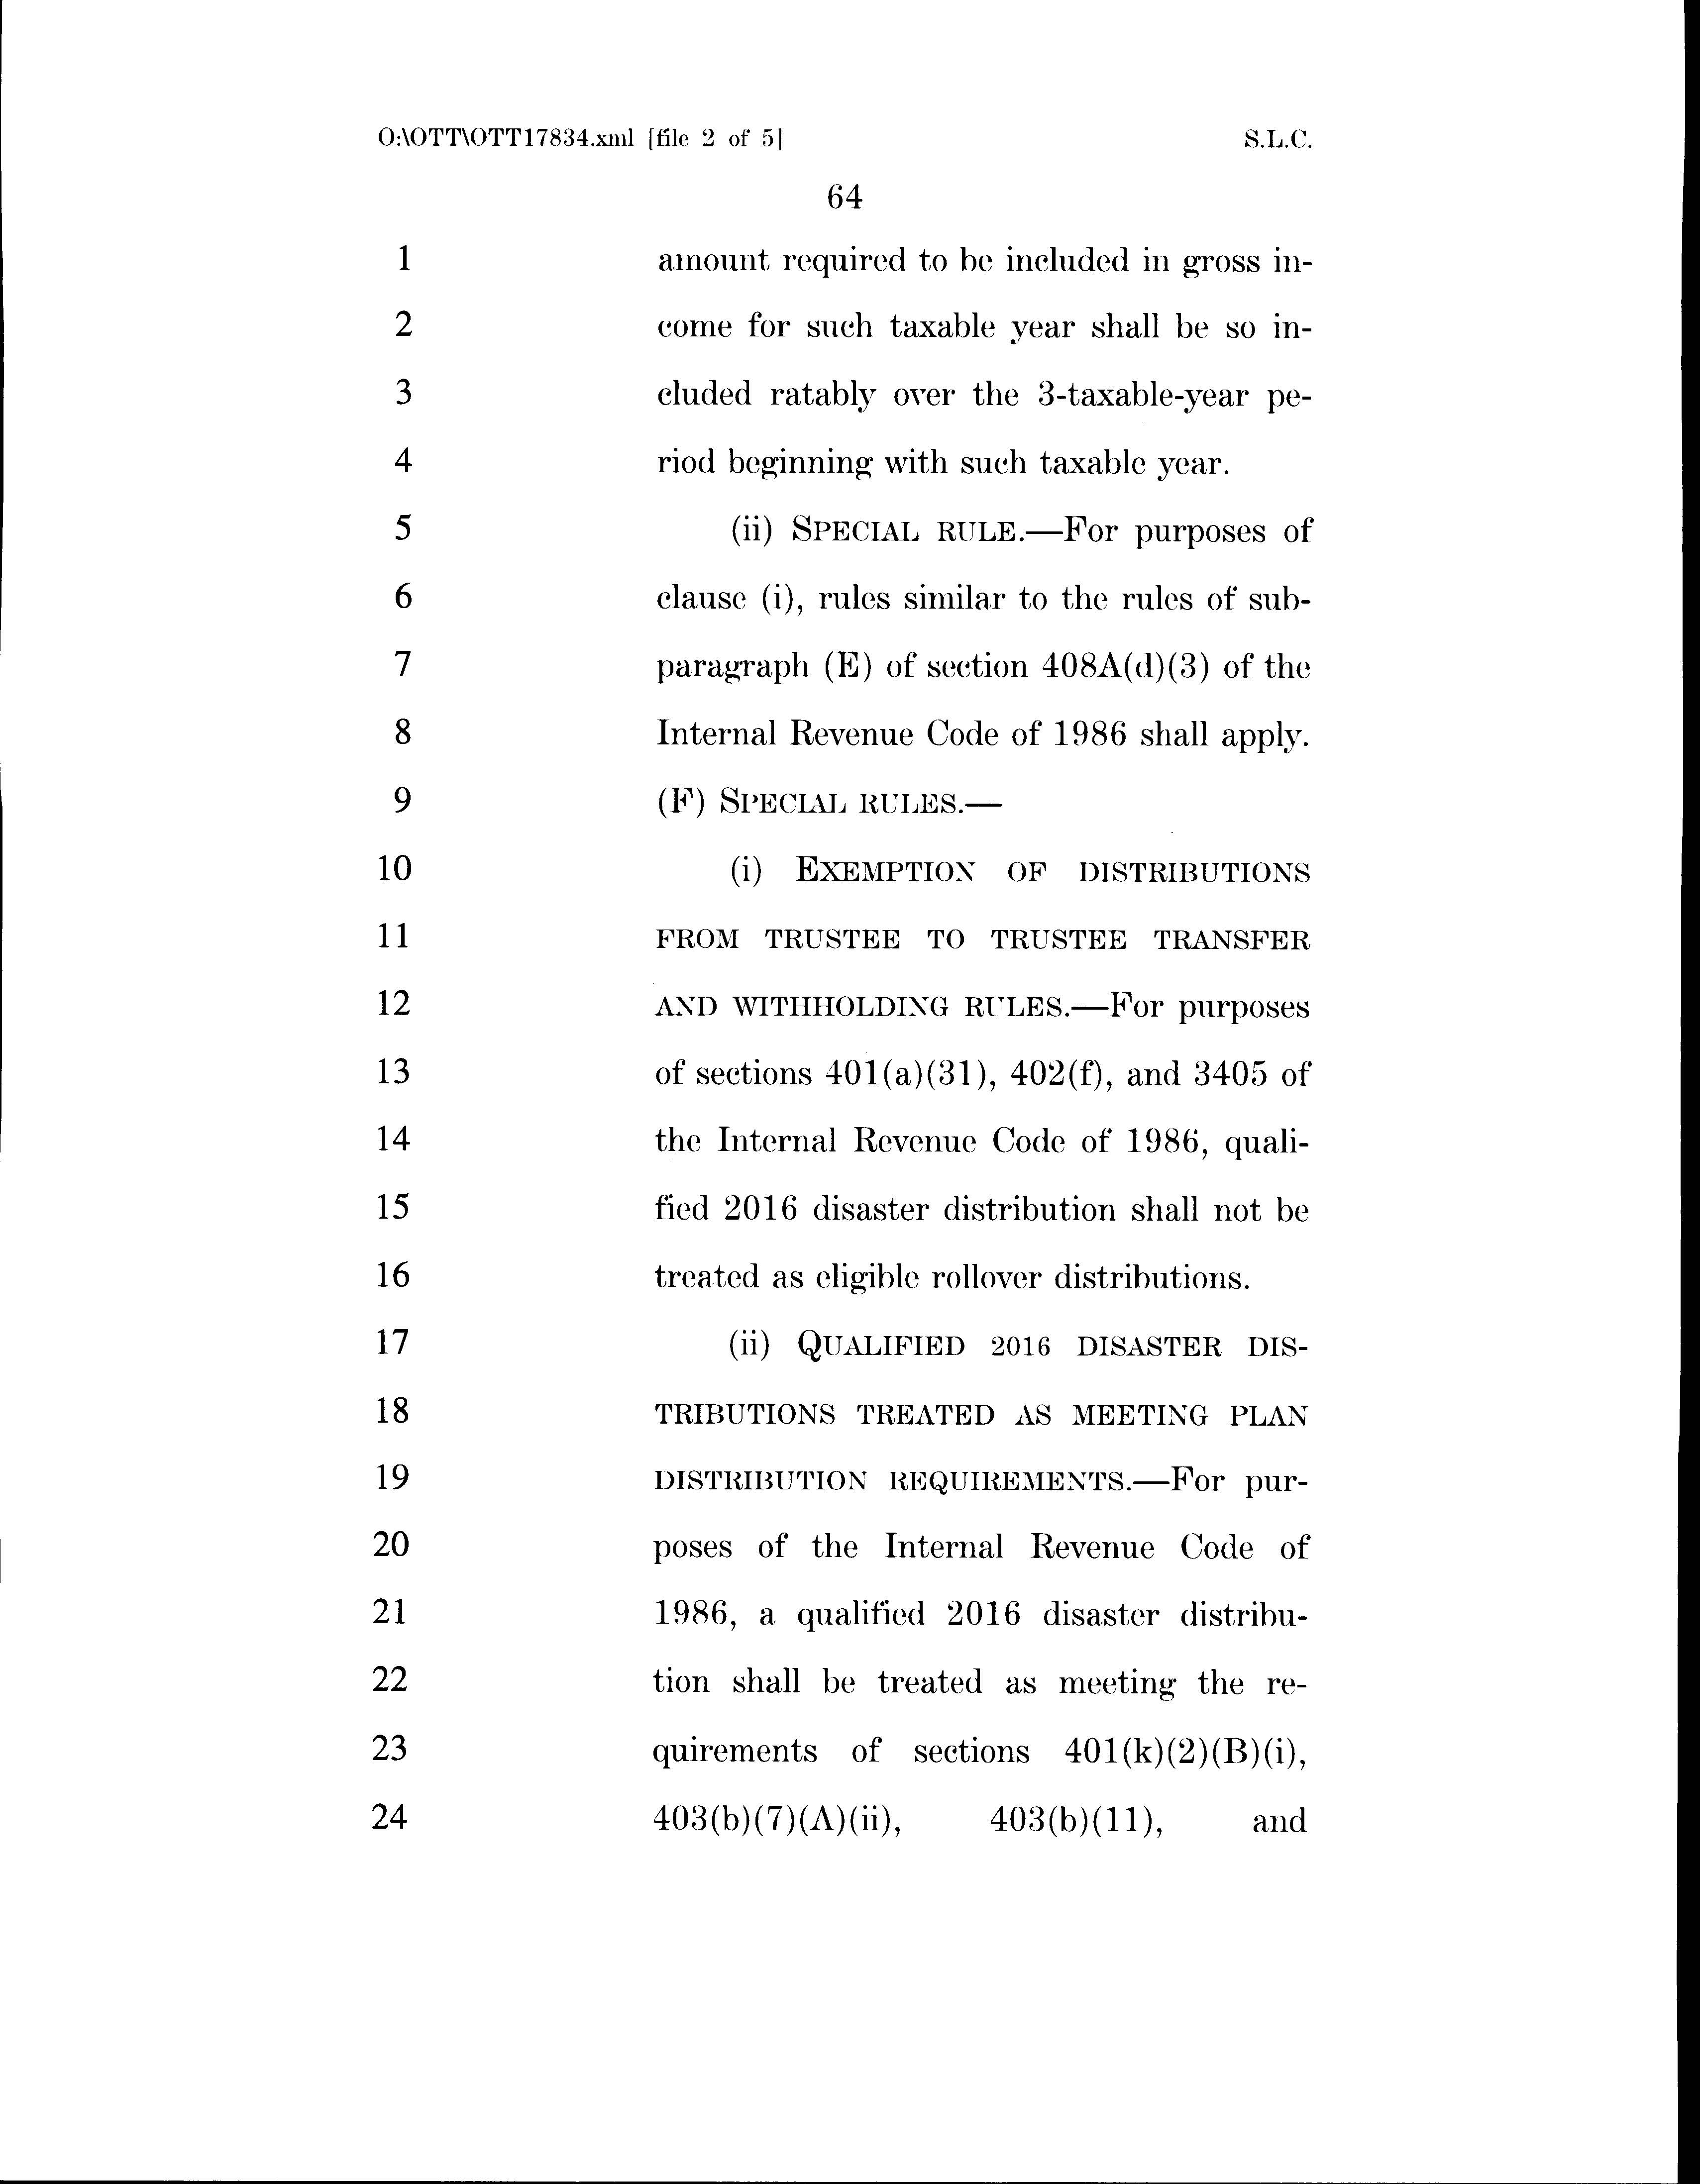 O:\OTT\OTT17834.xml [file 2 of 5] S.L.C.
64
1 amount required to be included in gross in-
2 come for such taxable year shall be so in-
3 cluded ratably over the 3-taxable-year pe-
4 riod beginning with such taxable year.
5 (ii) SPECIAL RULE.—For purposes of
6 clause (i), rules similar to the rules of sub-
7 paragraph (E) of section 408A(d)(3) of the
8 Internal Revenue Code of 1986 shall apply.
9 (F) SPECIAL RULES.—
10 (i) EXEMPTION OF DISTRIBUTIONS
11 FROM TRUSTEE TO TRUSTEE TRANSFER
12 AND WITHHOLDING RULES.—For purposes
13 of sections 401(a)(31), 402(f), and 3405 of
14 the Internal Revenue Code of 1986, quali-
15 fied 2016 disaster distribution shall not be
16 treated as eligible rollover distributions.
17 (ii) QUALIFIED 2016 DISASTER DIS-
18 TRIBUTIONS TREATED AS MEETING PLAN
19 DISTRIBUTION REQUIREMENTS.—For pur-
20 poses of the Internal Revenue Code of
21 1986, a qualified 2016 disaster distribu-
22 tion shall be treated as meeting the re-
23 quirements of sections 401(k)(2)(B)(i),
24 403(b)(7)(A)(ii), 403(b)(11), and